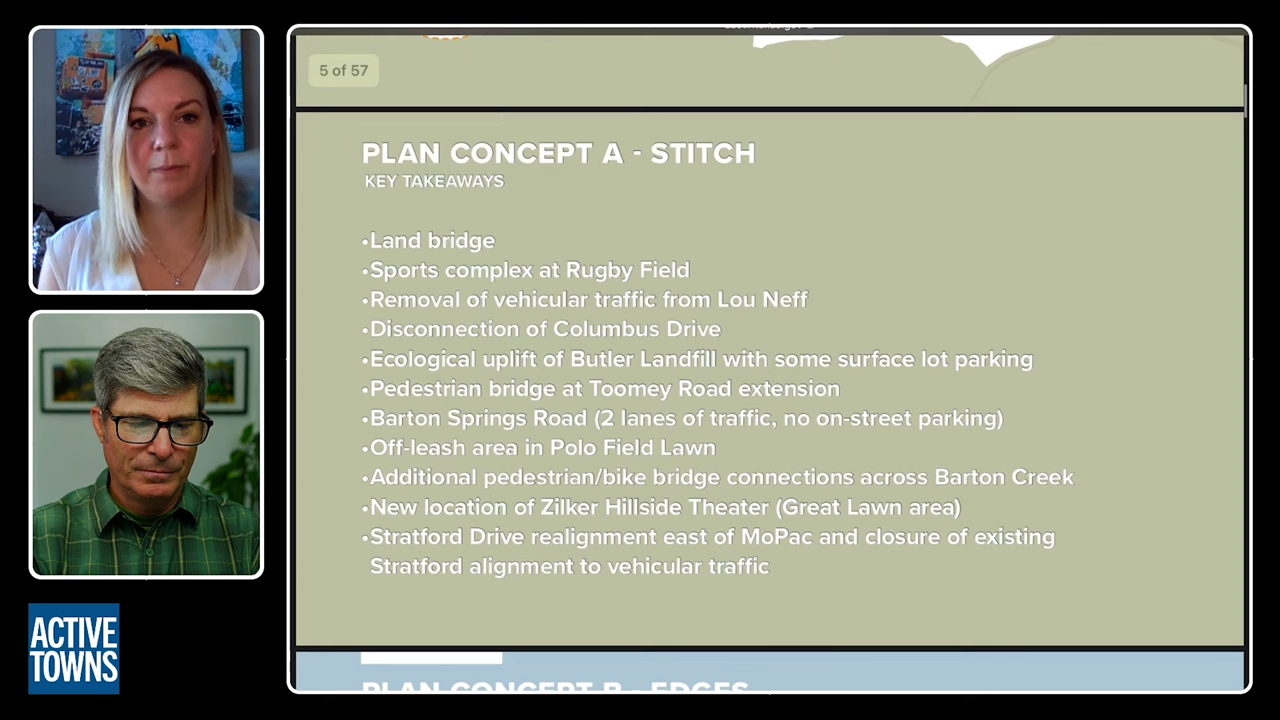 5 of 57
PLAN CONCEPT A - STITCH
KEY TAKEAWAYS
•Land bridge
•Sports complex at Rugby Field
•Removal of vehicular traffic from Lou Neff
•Disconnection of Columbus Drive
•Ecological uplift of Butler Landfill with some surface lot parking
•Pedestrian bridge at Toomey Road extension
•Barton Springs Road (2 lanes of traffic, no on-street parking)
•Off-leash area in Polo Field Lawn
•Additional pedestrian/bike bridge connections across Barton Creek
•New location of Zilker Hillside Theater (Great Lawn area)
•Stratford Drive realignment east of MoPac and closure of existing
Stratford alignment to vehicular traffic
PLAN CONCEPT B - EDGES
ACTIVE
TOWNS